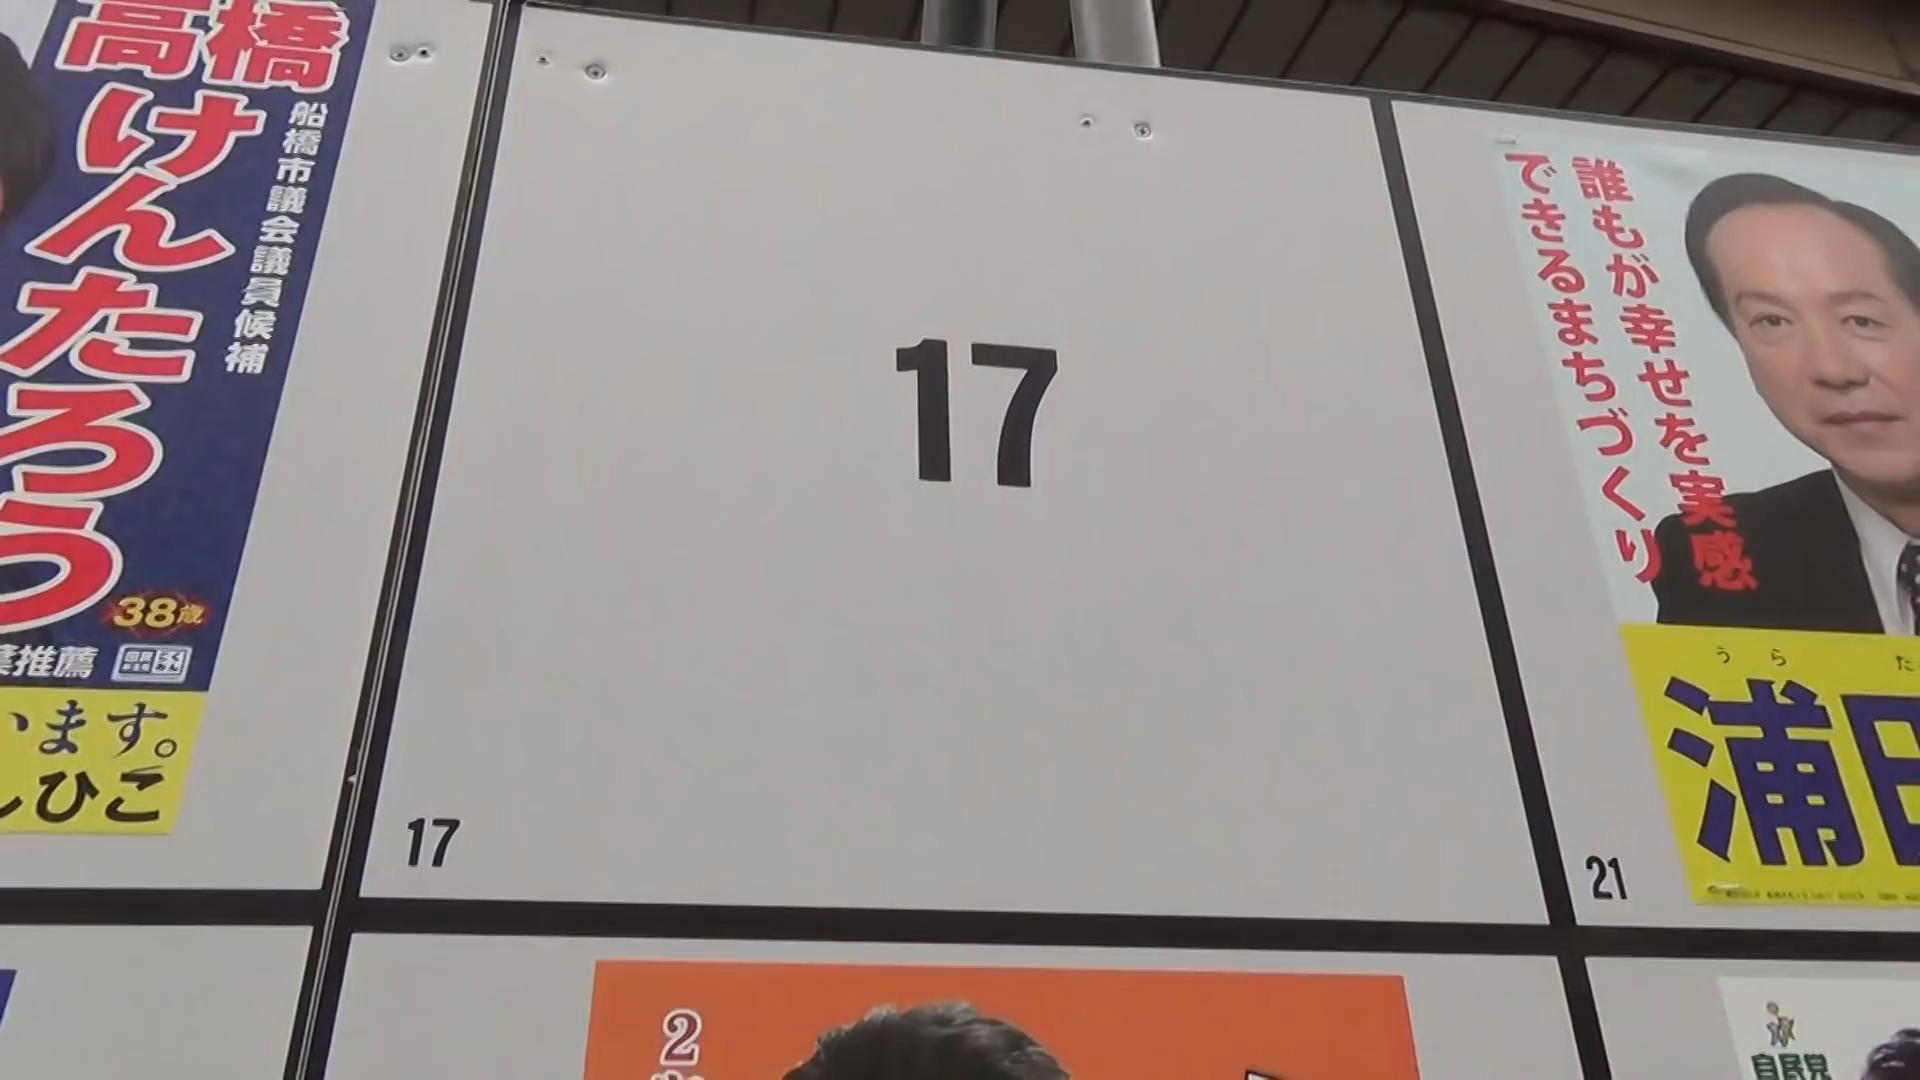 高橋
けんたろう
船橋市議会議員候補
38歳
推薦
います。
ひこ
17
17
誰もが幸せを実感
できるまちづくり
うら
た
浦田
21
2
自民党